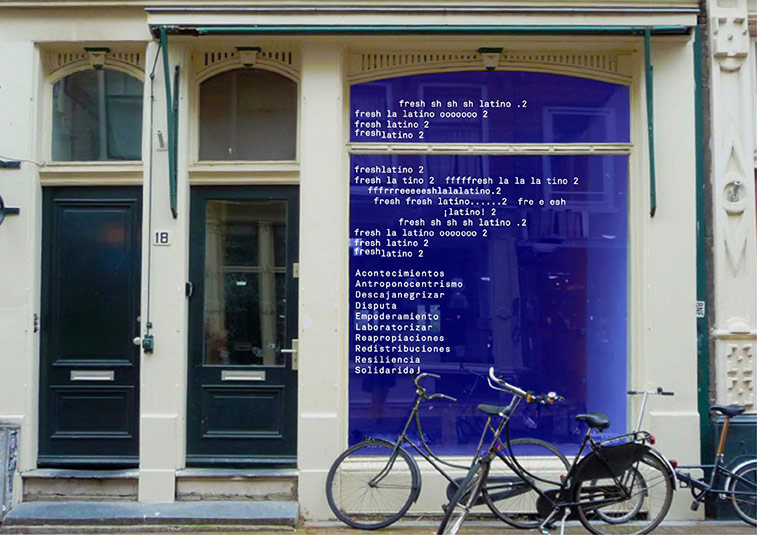 fresh sh sh sh latino .2
fresh la latino ooooooo 2
fresh latino 2
freshlatino 2
freshlatino 2
fresh la tino 2  fffffresh la la la tino 2
fffrrreeeeeshlalalatino.2
fresh fresh latino......2  fre e esh
¡latino! 2
fresh sh sh sh latino .2
fresh la latino ooooooo 2
fresh latino 2
freshlatino 2
18
Acontecimientos
Antroponocentrismo
Descajanegrizar
Disputa
Empoderamiento
Laboratorizar
Reapropiaciones
Redistribuciones
Resiliencia
Solidaridad